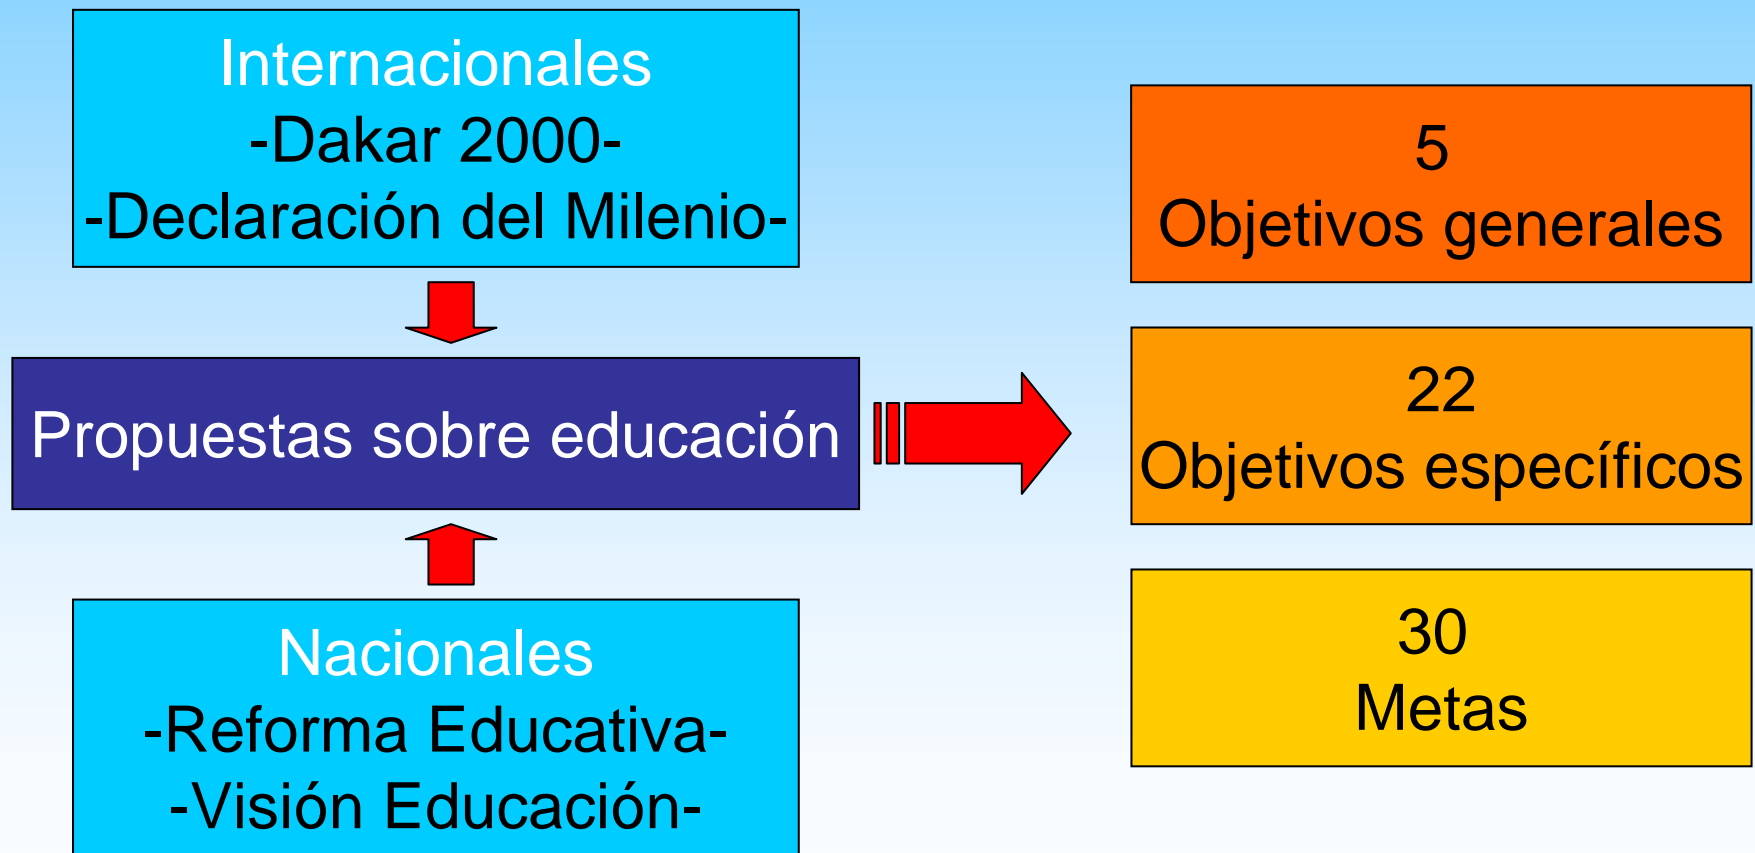 Internacionales
-Dakar 2000-
-Declaración del Milenio-
Propuestas sobre educación
Nacionales
-Reforma Educativa-
-Visión Educación-
5
Objetivos generales
22
Objetivos específicos
30
Metas